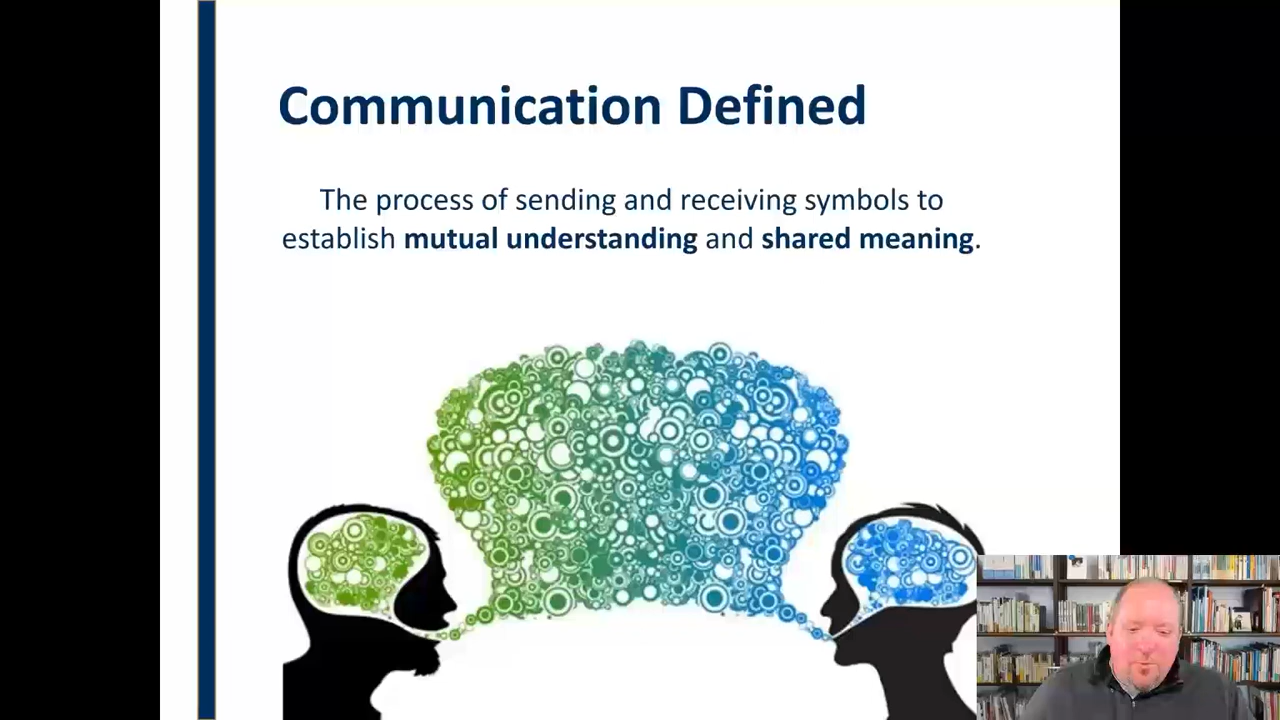 Communication Defined
The process of sending and receiving symbols to
establish mutual understanding and shared meaning.